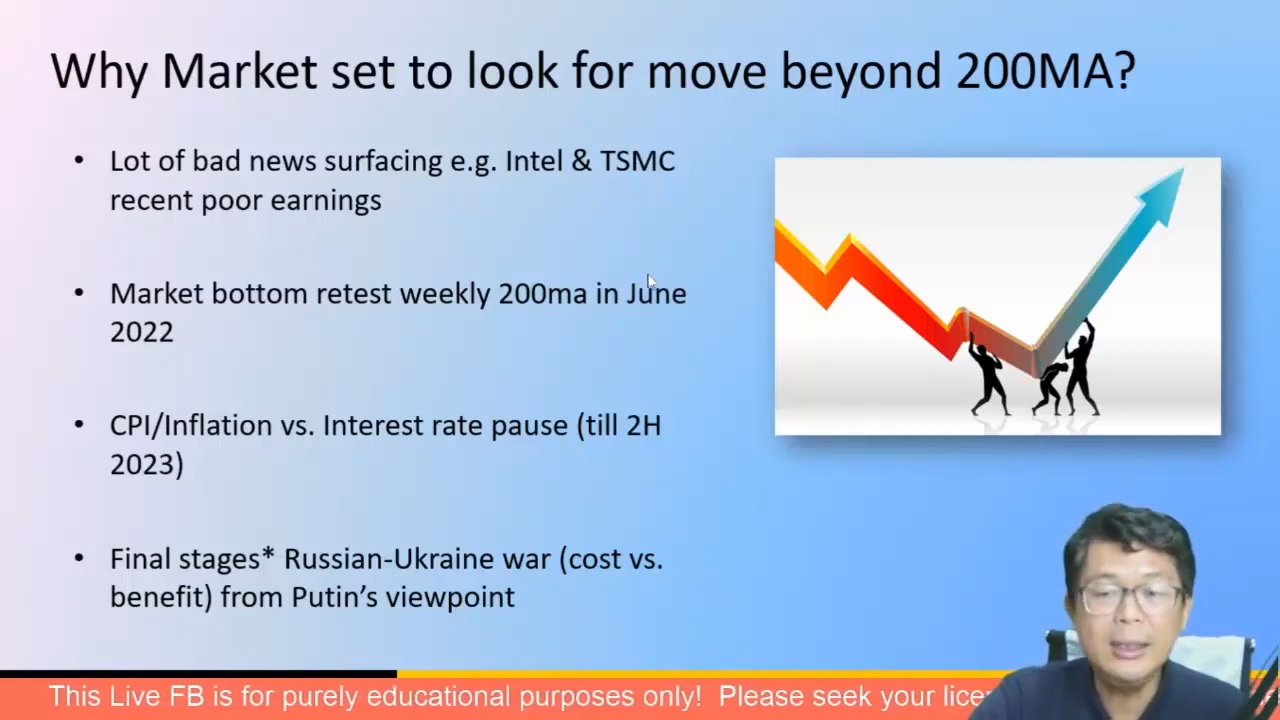 Why Market set to look for move beyond 200MA?
• Lot of bad news surfacing e.g. Intel & TSMC
recent poor earnings
• Market bottom retest weekly 200ma in June
2022
• CPI/Inflation vs. Interest rate pause (till 2H
2023)
• Final stages* Russian-Ukraine war (cost vs.
benefit) from Putin’s viewpoint
This Live FB is for purely educational purposes only! Please seek your